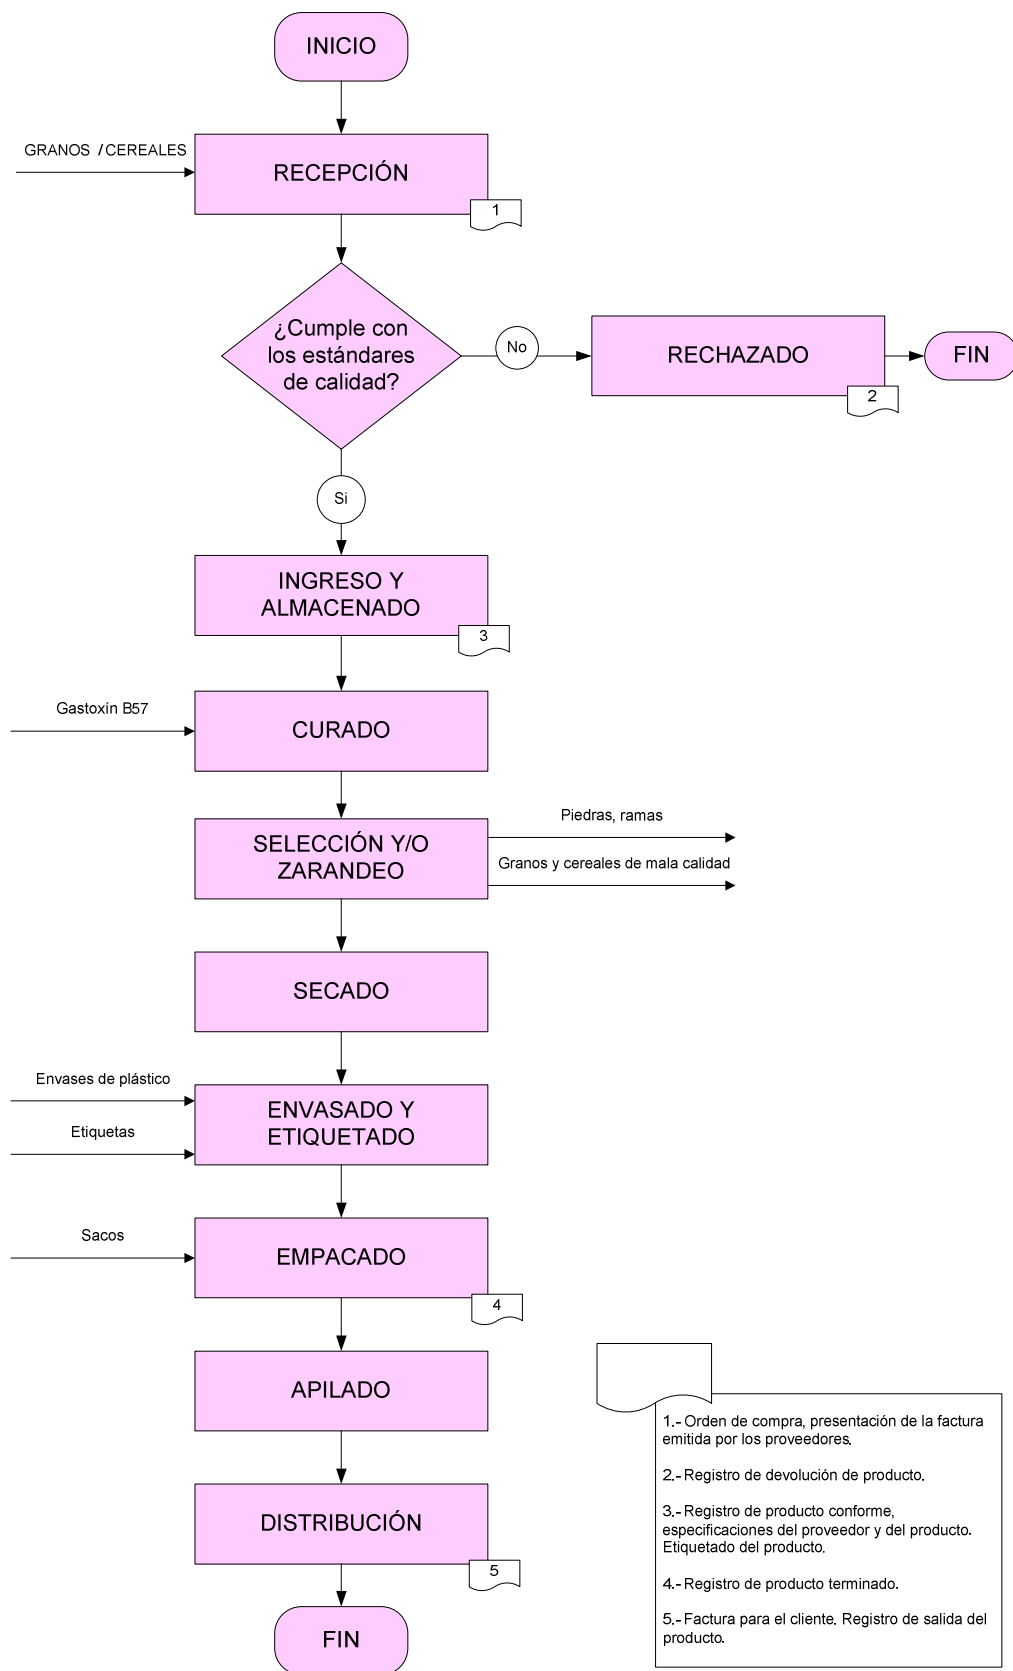 INICIO
GRANOS / CEREALES
RECEPCIÓN
1
¿Cumple con
los estándares
de calidad?
No
RECHAZADO
FIN
2
Si
INGRESO Y
ALMACENADO
3
Gastoxín B57
CURADO
SELECCIÓN Y/O
ZARANDEO
Piedras, ramas
Granos y cereales de mala calidad
SECADO
Envases de plástico
Etiquetas
ENVASADO Y
ETIQUETADO
Sacos
EMPACADO
4
APILADO
DISTRIBUCIÓN
5
FIN
1.- Orden de compra, presentación de la factura
emitida por los proveedores.
2.- Registro de devolución de producto.
3.- Registro de producto conforme,
especificaciones del proveedor y del producto.
Etiquetado del producto.
4.- Registro de producto terminado.
5.- Factura para el cliente. Registro de salida del
producto.